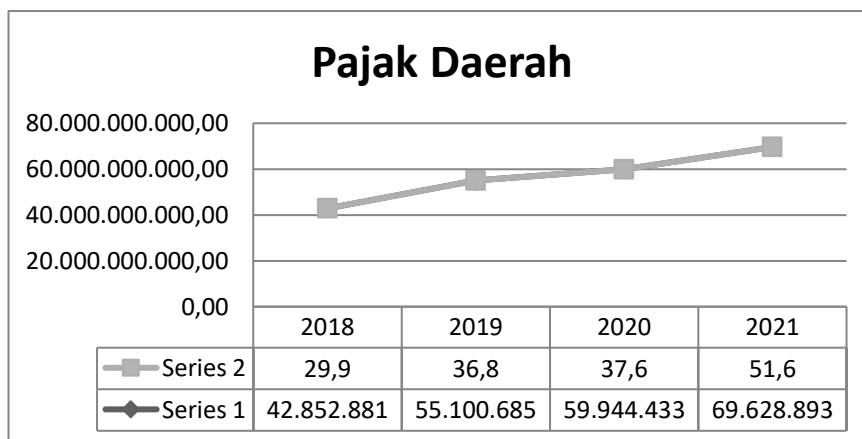 Pajak Daerah
80.000.000.000,00
60.000.000.000,00
40.000.000.000,00
20.000.000.000,00
0,00
2018 2019 2020 2021
Series 2 29,9 36,8 37,6 51,6
Series 1 42.852.881 55.100.685 59.944.433 69.628.893